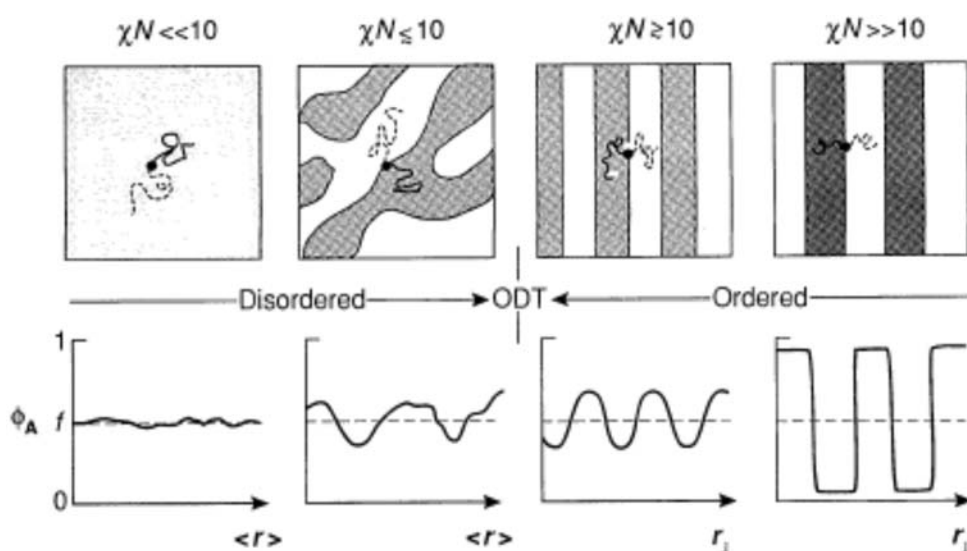 χN<<10 χN≦10 χN≳10 χN>>10
Disordered ODT Ordered
1
ϕA f
0
<r> <r> r⊥ r⊥